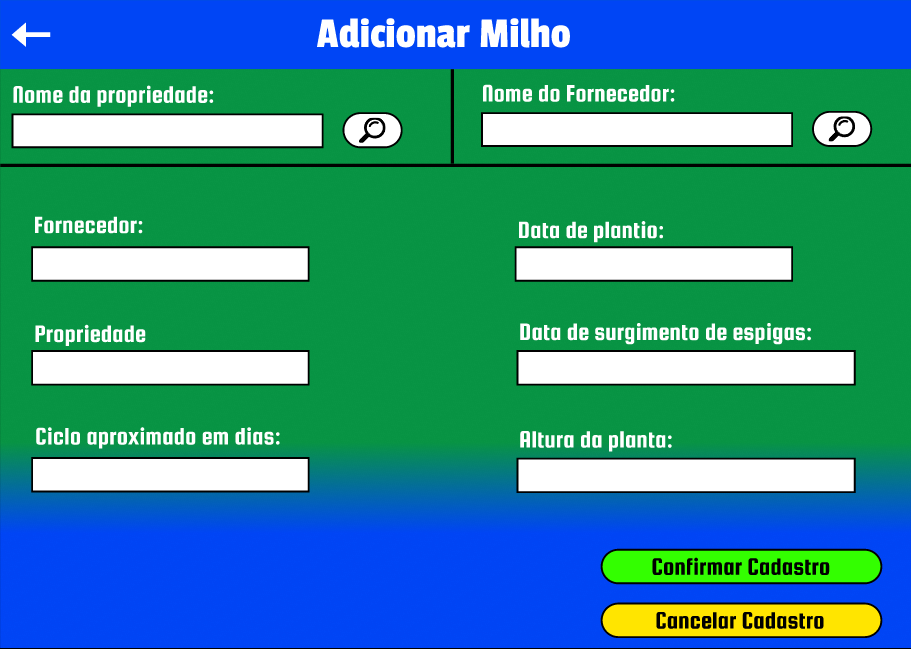 Adicionar Milho
Nome da propriedade:
Nome do Fornecedor:
Fornecedor:
Data de plantio:
Propriedade
Data de surgimento de espigas:
Ciclo aproximado em dias:
Altura da planta:
Confirmar Cadastro
Cancelar Cadastro